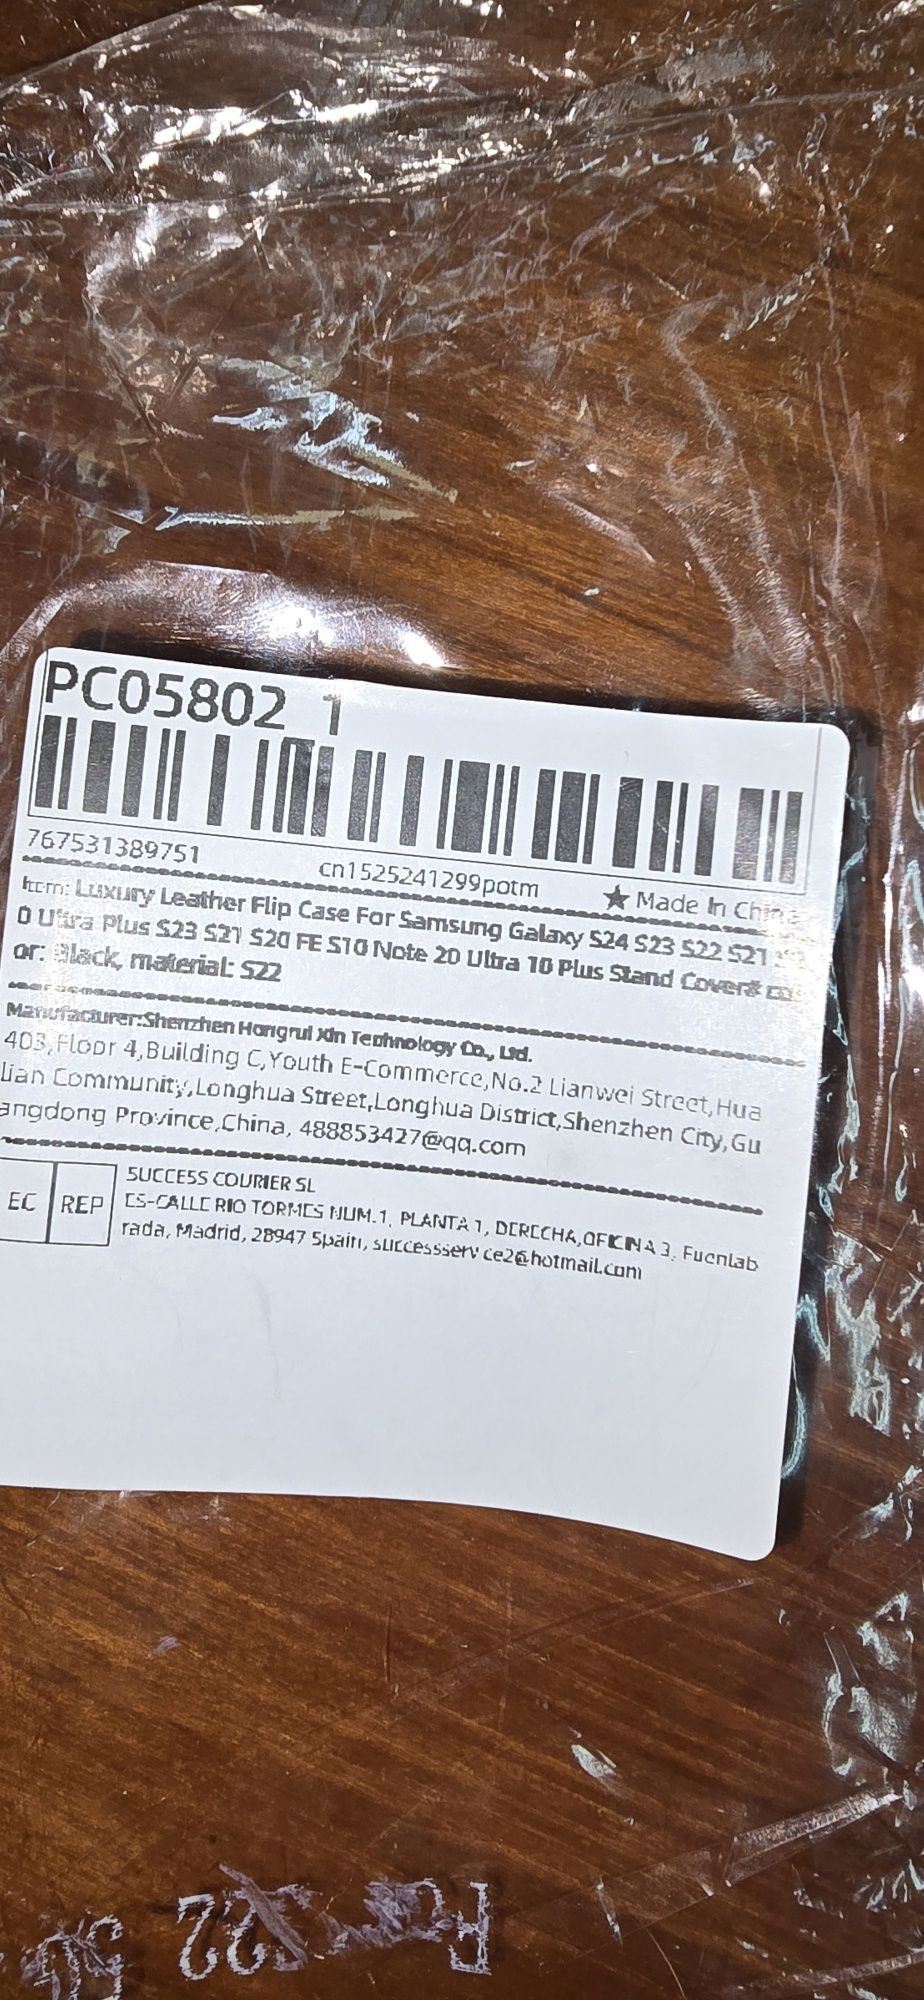 PC05802 1
767531389751
cn1525241299potm
★ Made In China
Item: Luxury Leather Flip Case For Samsung Galaxy S24 S23 S22 S21
0 Ultra Plus S23 S21 S20 FE S10 Note 20 Ultra 10 Plus Stand Cover&
or: Black, material: S22
Manufacturer:Shenzhen Hongrui Xin Technology Co., Ltd.
403,Floor 4,Building C,Youth E-Commerce,No.2 Lianwei Street,Hua
lian Community,Longhua Street,Longhua District,Shenzhen City,Gu
angdong Province,China, 488853427@qq.com
EC REP
SUCCESS COURIER SL
ES-CALLE RIO TORMES NUM.1, PLANTA 1, DERECHA,OFICINA 3, Fuenlab
rada, Madrid, 28947 Spain, successservice2@hotmail.com